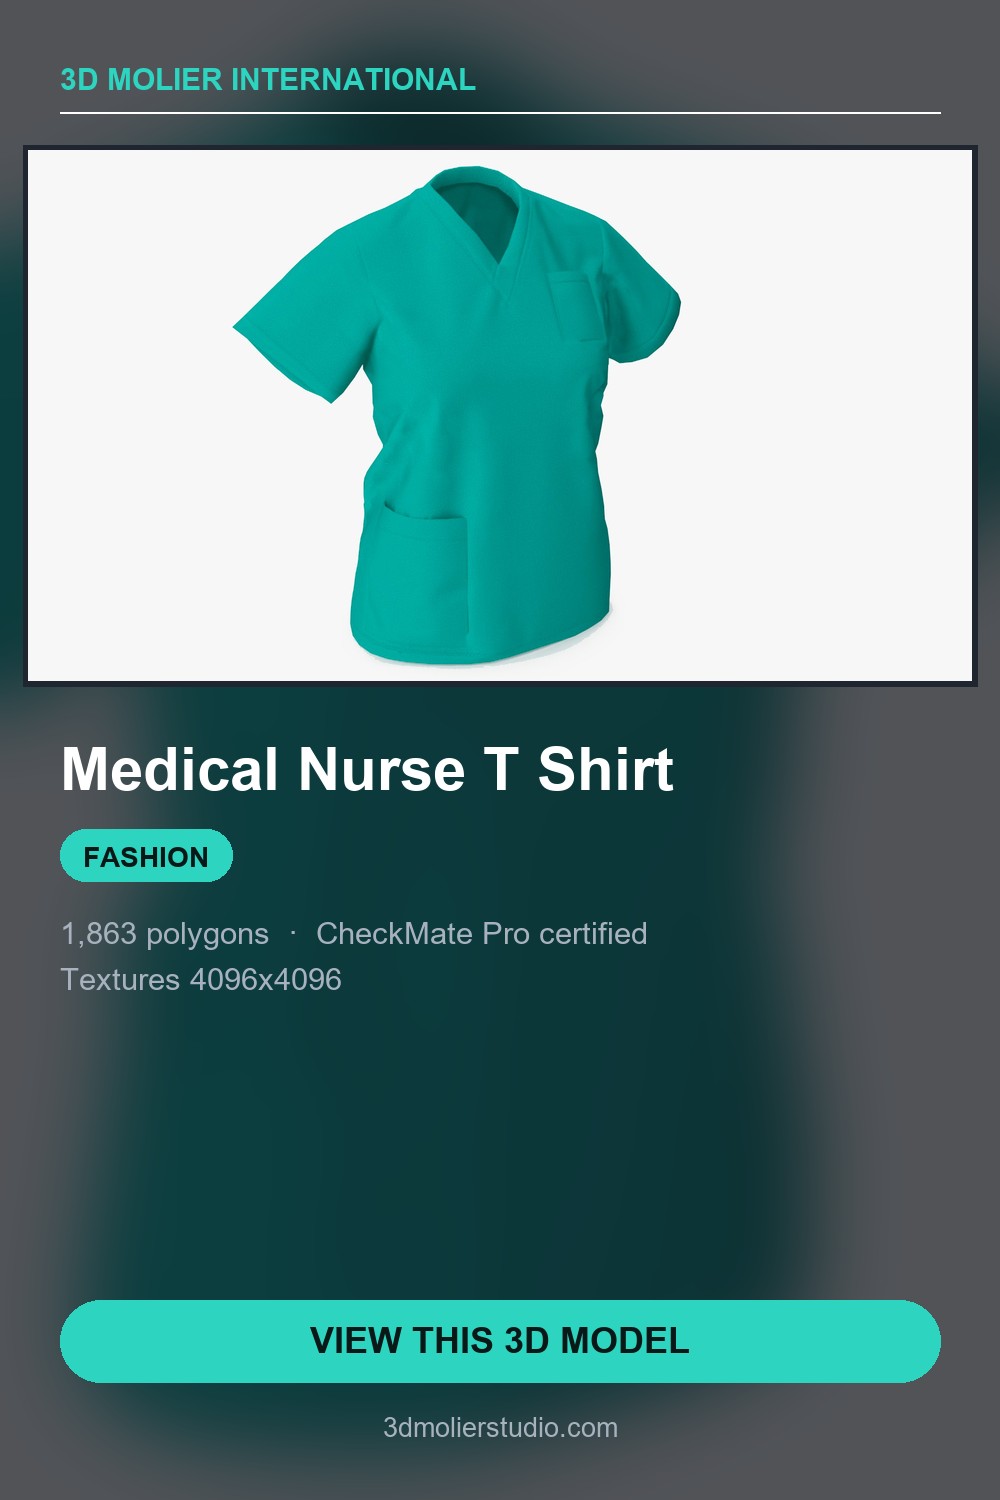 3D MOLIER INTERNATIONAL
Medical Nurse T Shirt
FASHION
1,863 polygons · CheckMate Pro certified
Textures 4096x4096
VIEW THIS 3D MODEL
3dmolierstudio.com